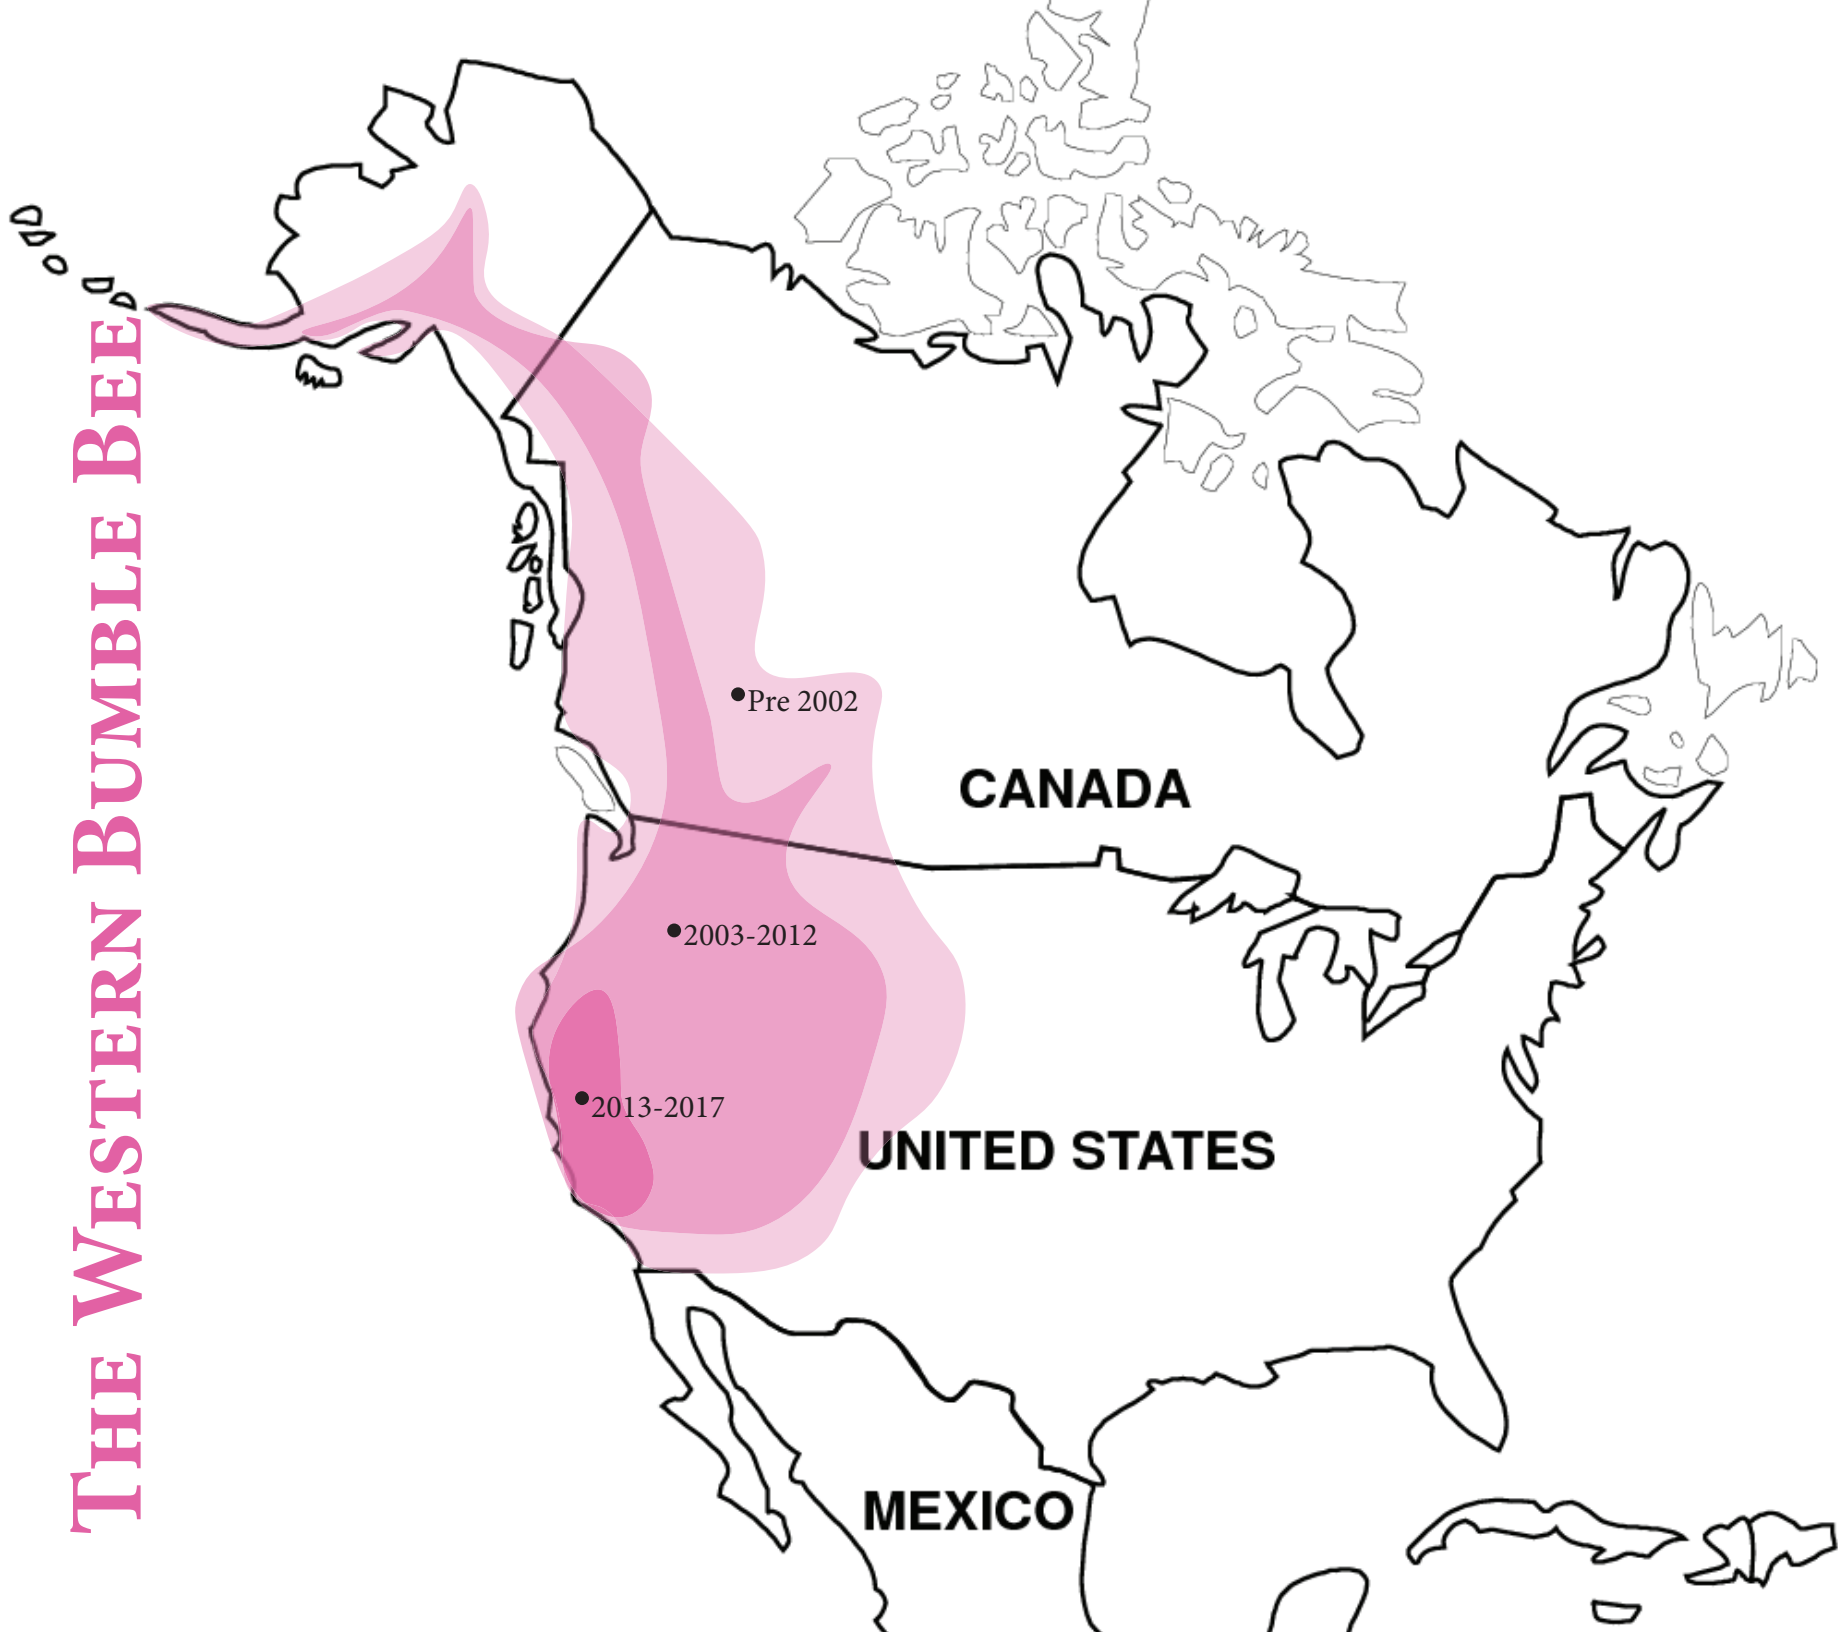 THE WESTERN BUMBLE BEE
Pre 2002
CANADA
2003-2012
2013-2017
UNITED STATES
MEXICO